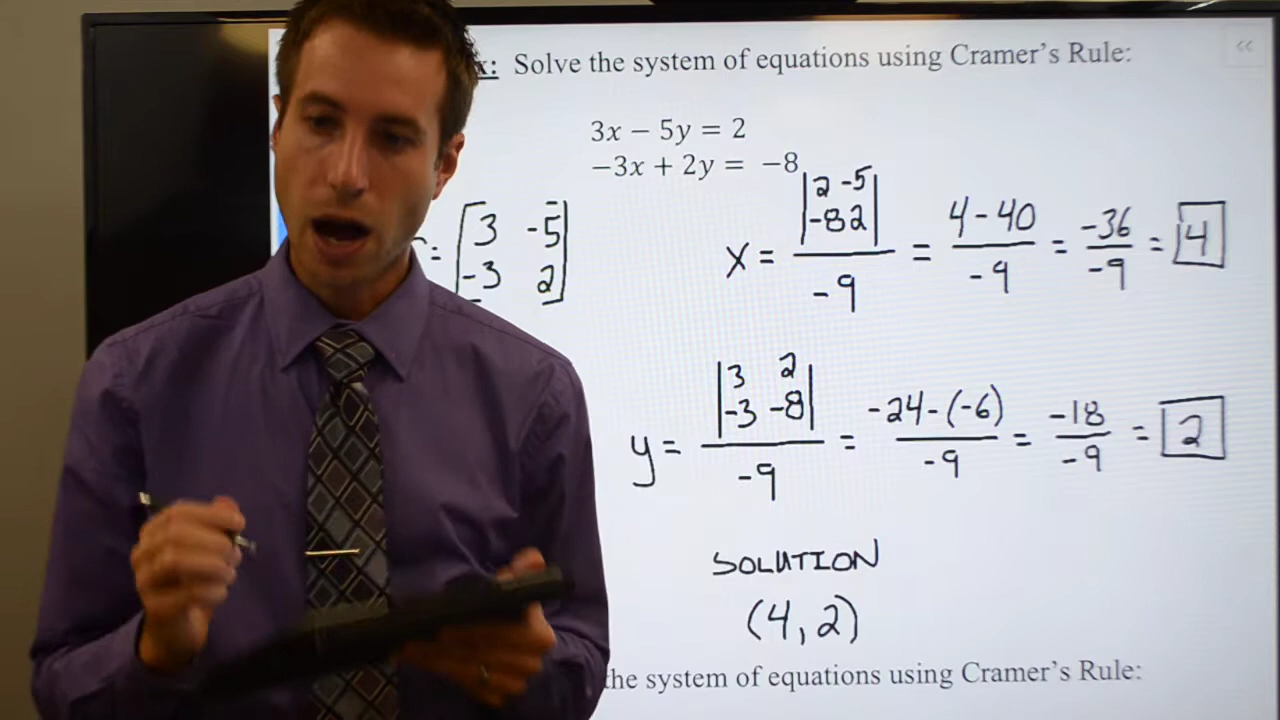 x: Solve the system of equations using Cramer's Rule:
3x − 5y = 2
−3x + 2y = −8
= [3 -5
-3 2]
x = |2 -5
-8 2| / -9 = 4-40 / -9 = -36 / -9 = 4
y = |3 2
-3 -8| / -9 = -24-(-6) / -9 = -18 / -9 = 2
SOLUTION
(4,2)
the system of equations using Cramer's Rule: